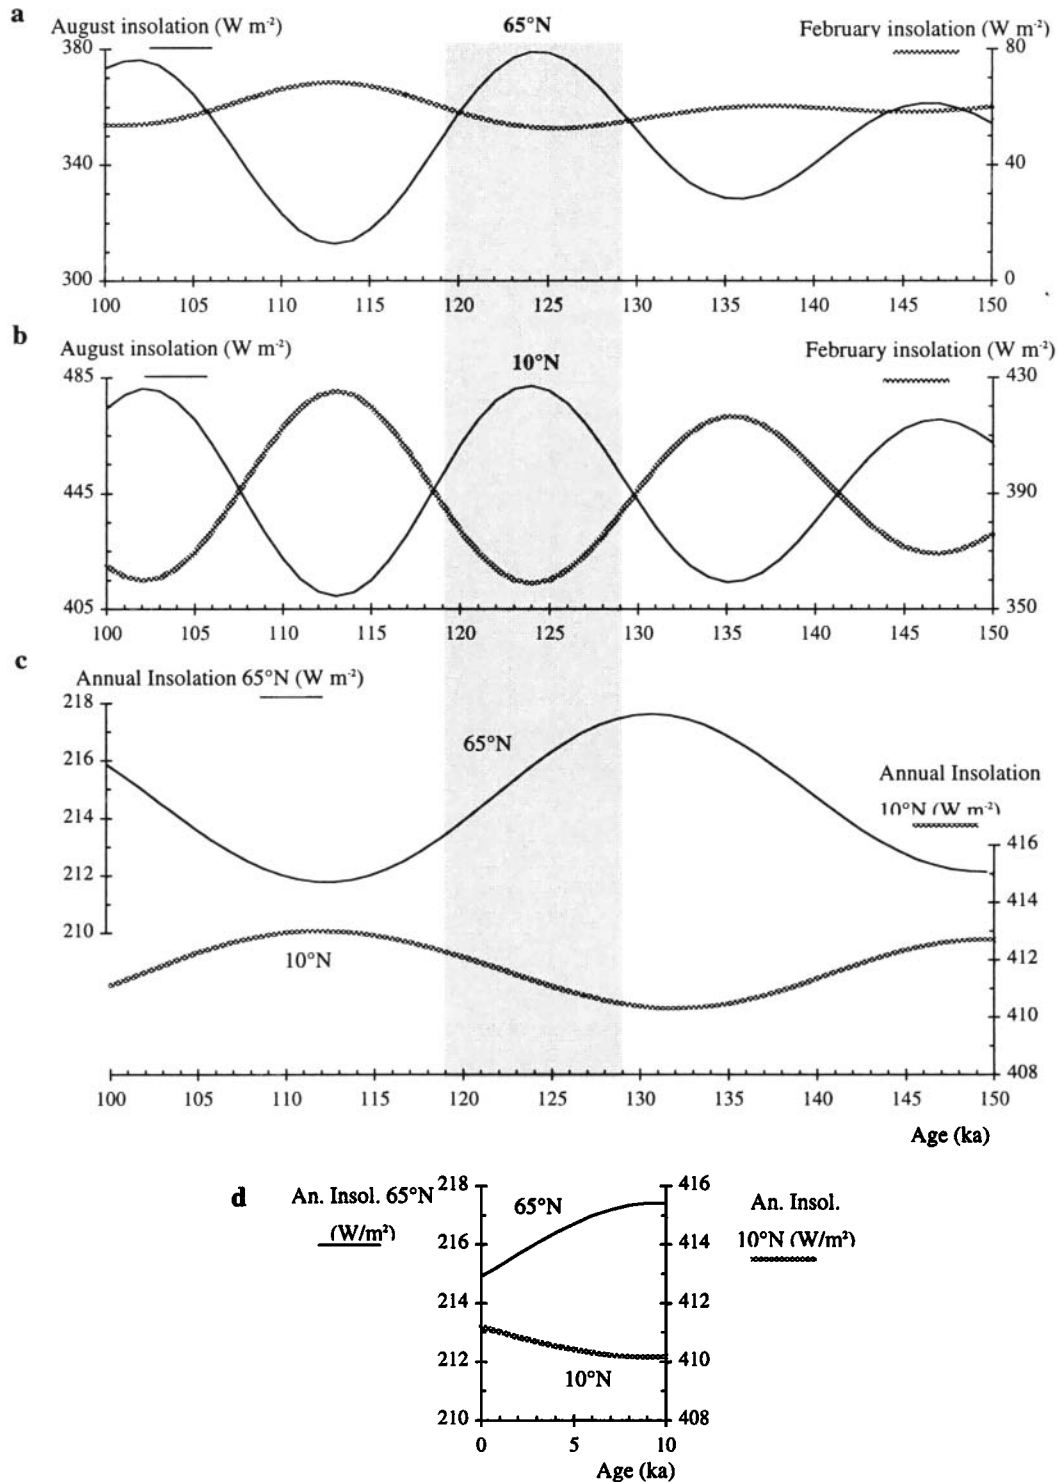 a
August insolation (W m⁻²)
65°N
February insolation (W m⁻²)
380
80
340
40
300
0
100 105 110 115 120 125 130 135 140 145 150
b
August insolation (W m⁻²)
10°N
February insolation (W m⁻²)
485
430
445
390
405
350
100 105 110 115 120 125 130 135 140 145 150
c
Annual Insolation 65°N (W m⁻²)
218
65°N
216
Annual Insolation
10°N (W m⁻²)
214
416
212
414
210
10°N
412
410
408
100 105 110 115 120 125 130 135 140 145 150
Age (ka)
d
An. Insol. 65°N
(W/m²)
218
65°N
416
An. Insol.
10°N (W/m²)
216
414
214
412
212
410
10°N
210
408
0 5 10
Age (ka)